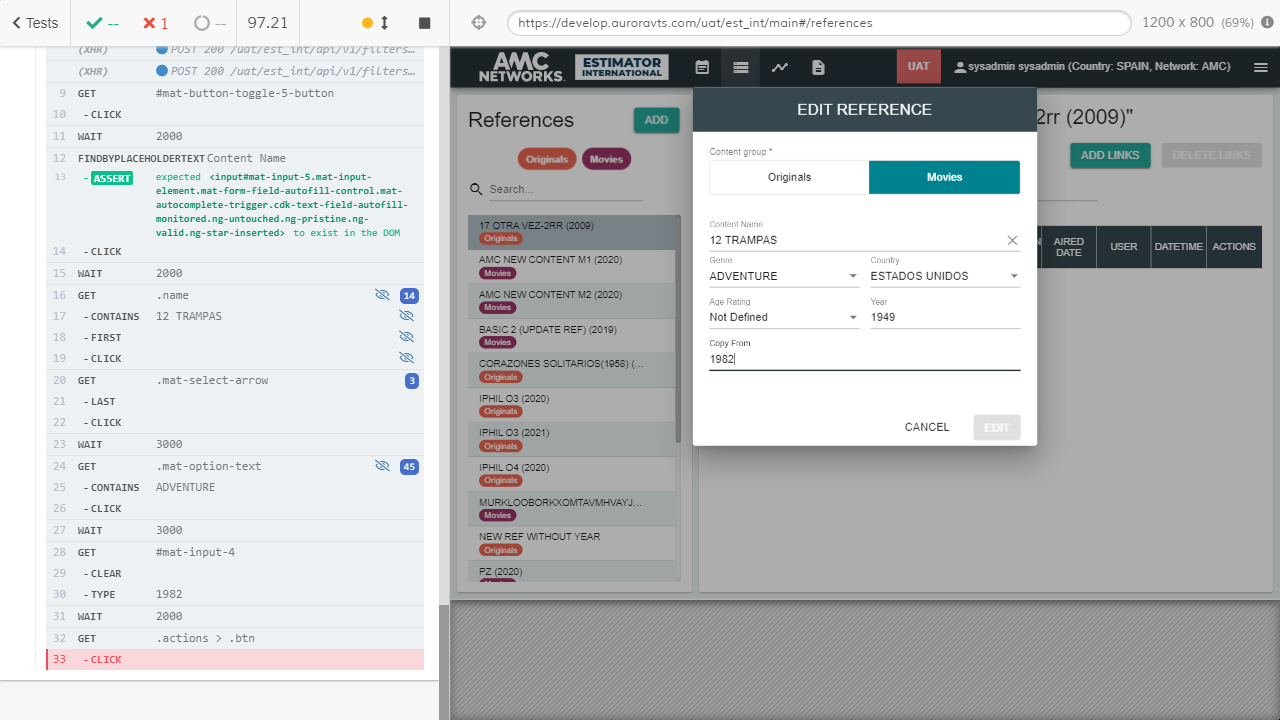 Tests
--
1
--
97.21
https://develop.auroravts.com/uat/est_int/main#/references
1200 x 800 (69%)
(XHR) POST 200 /uat/est_int/api/v1/filters…
(XHR) POST 200 /uat/est_int/api/v1/filters…
9 GET #mat-button-toggle-5-button
10 -CLICK
11 WAIT 2000
12 FINDBYPLACEHOLDERTEXT Content Name
13 -ASSERT expected <input#mat-input-5.mat-input-
element.mat-form-field-autofill-control.mat-
autocomplete-trigger.cdk-text-field-autofill-
monitored.ng-untouched.ng-pristine.ng-
valid.ng-star-inserted> to exist in the DOM
14 -CLICK
15 WAIT 2000
16 GET .name 14
17 -CONTAINS 12 TRAMPAS
18 -FIRST
19 -CLICK
20 GET .mat-select-arrow 3
21 -LAST
22 -CLICK
23 WAIT 3000
24 GET .mat-option-text 45
25 -CONTAINS ADVENTURE
26 -CLICK
27 WAIT 3000
28 GET #mat-input-4
29 -CLEAR
30 -TYPE 1982
31 WAIT 2000
32 GET .actions > .btn
33 -CLICK
AMC
NETWORKS
ESTIMATOR
INTERNATIONAL
UAT
sysadmin sysadmin (Country: SPAIN, Network: AMC)
References
ADD
Originals
Movies
Search...
17 OTRA VEZ-2RR (2009)
Originals
AMC NEW CONTENT M1 (2020)
Movies
AMC NEW CONTENT M2 (2020)
Movies
BASIC 2 (UPDATE REF) (2019)
Movies
CORAZONES SOLITARIOS(1958) (…
Originals
IPHIL O3 (2020)
Originals
IPHIL O3 (2021)
Originals
IPHIL O4 (2020)
Originals
MURKLOOBORKXOMTAVMHVAYJ…
Movies
NEW REF WITHOUT YEAR
Originals
PZ (2020)
Movies
2rr (2009)"
ADD LINKS
DELETE LINKS
N
AIRED
DATE
USER
DATETIME
ACTIONS
EDIT REFERENCE
Content group *
Originals
Movies
Content Name
12 TRAMPAS
Genre
ADVENTURE
Country
ESTADOS UNIDOS
Age Rating
Not Defined
Year
1949
Copy From
1982
CANCEL
EDIT